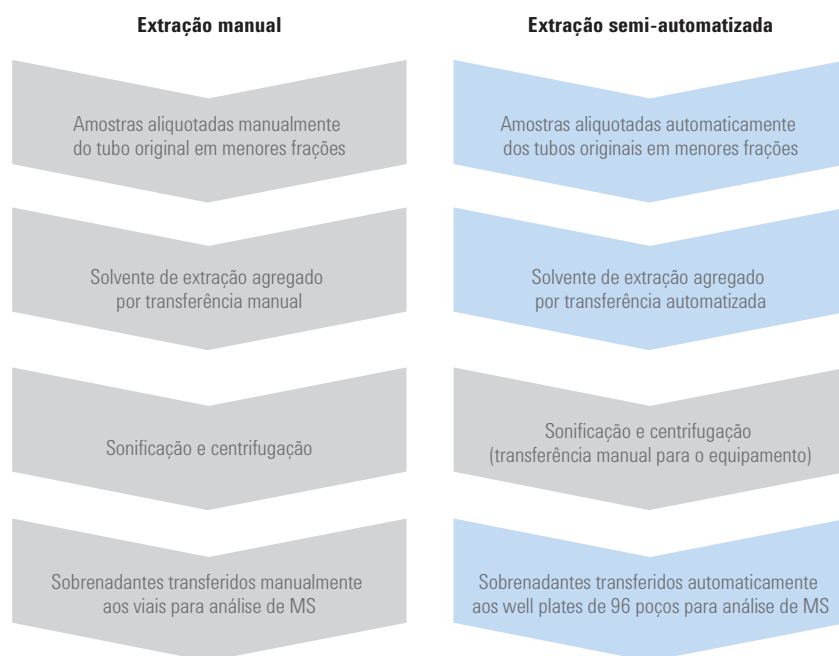 Extração manual
Amostras aliquotadas manualmente
do tubo original em menores frações
Solvente de extração agregado
por transferência manual
Sonificação e centrifugação
Sobrenadantes transferidos manualmente
aos viais para análise de MS
Extração semi-automatizada
Amostras aliquotadas automaticamente
dos tubos originais em menores frações
Solvente de extração agregado
por transferência automatizada
Sonificação e centrifugação
(transferência manual para o equipamento)
Sobrenadantes transferidos automaticamente
aos well plates de 96 poços para análise de MS